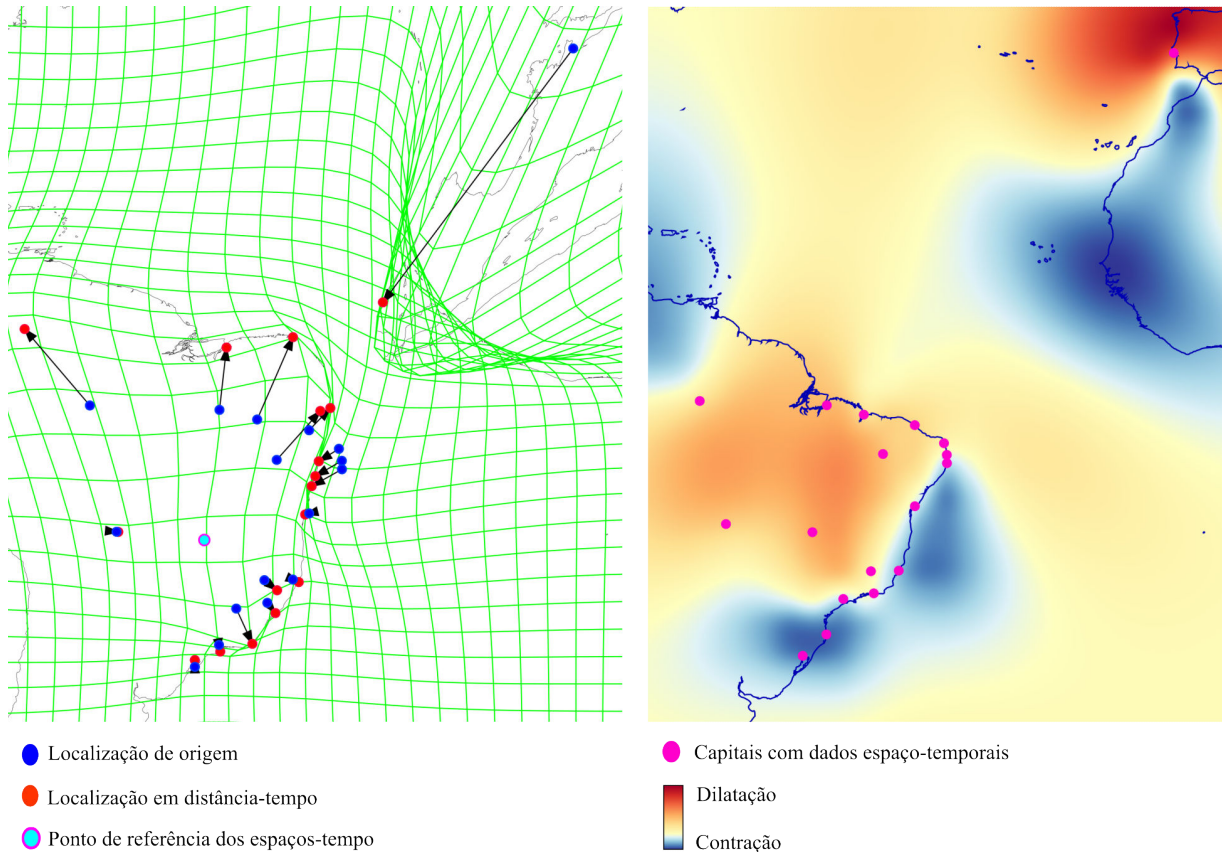 Localização de origem
Localização em distância-tempo
Ponto de referência dos espaços-tempo
Capitais com dados espaço-temporais
Dilatação
Contração